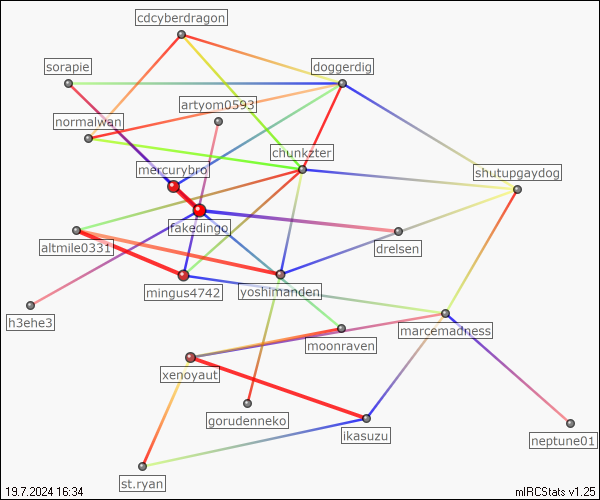 cdcyberdragon
sorapie
doggerdig
artyom0593
normalwan
chunkzter
mercurybro
shutupgaydog
fakedingo
altmile0331
drelsen
mingus4742
yoshimanden
h3ehe3
marcemadness
moonraven
xenoyaut
gorudenneko
ikasuzu
neptune01
st.ryan
19.7.2024 16:34
mIRCStats v1.25